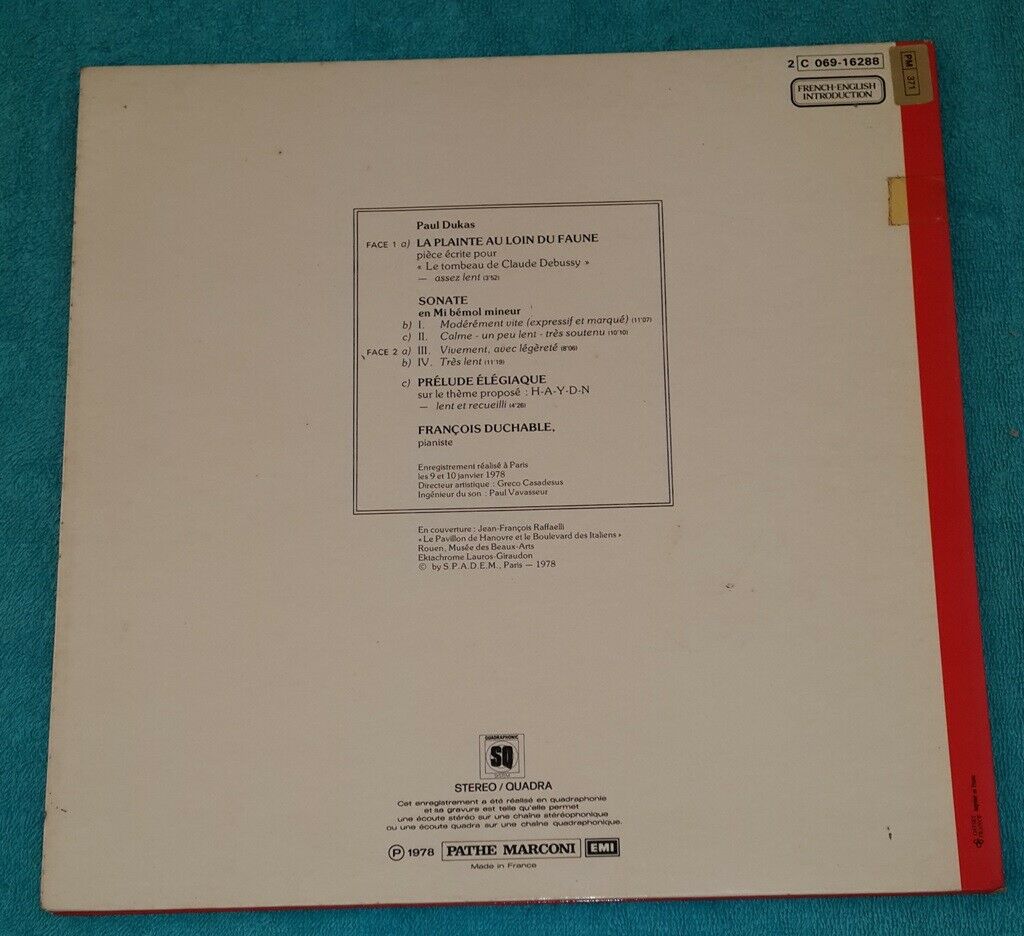 2 C 069-16288
PM 371
FRENCH-ENGLISH
INTRODUCTION
Paul Dukas
FACE 1 a) LA PLAINTE AU LOIN DU FAUNE
pièce écrite pour
« Le tombeau de Claude Debussy »
— assez lent (3'52)
SONATE
en Mi bémol mineur
b) I. Modérément vite (expressif et marqué) (11'07)
c) II. Calme - un peu lent - très soutenu (10'10)
FACE 2 a) III. Vivement, avec légèreté (8'06)
b) IV. Très lent (11'19)
c) PRÉLUDE ÉLÉGIAQUE
sur le thème proposé : H-A-Y-D-N
— lent et recueilli (4'26)
FRANÇOIS DUCHABLE,
pianiste
Enregistrement réalisé à Paris
les 9 et 10 janvier 1978
Directeur artistique : Greco Casadesus
Ingénieur du son : Paul Vavasseur
En couverture : Jean-François Raffaelli
« Le Pavillon de Hanovre et le Boulevard des Italiens »
Rouen, Musée des Beaux-Arts
Ektachrome Lauros-Giraudon
© by S.P.A.D.E.M., Paris — 1978
QUADRAPHONIC
SQ
STEREO / QUADRA
Cet enregistrement a été réalisé en quadraphonie
et sa gravure est telle qu'elle permet
une écoute stéréo sur une chaîne stéréophonique
ou une écoute quadra sur une chaîne quadraphonique.
℗ 1978 PATHE MARCONI EMI
Made in France